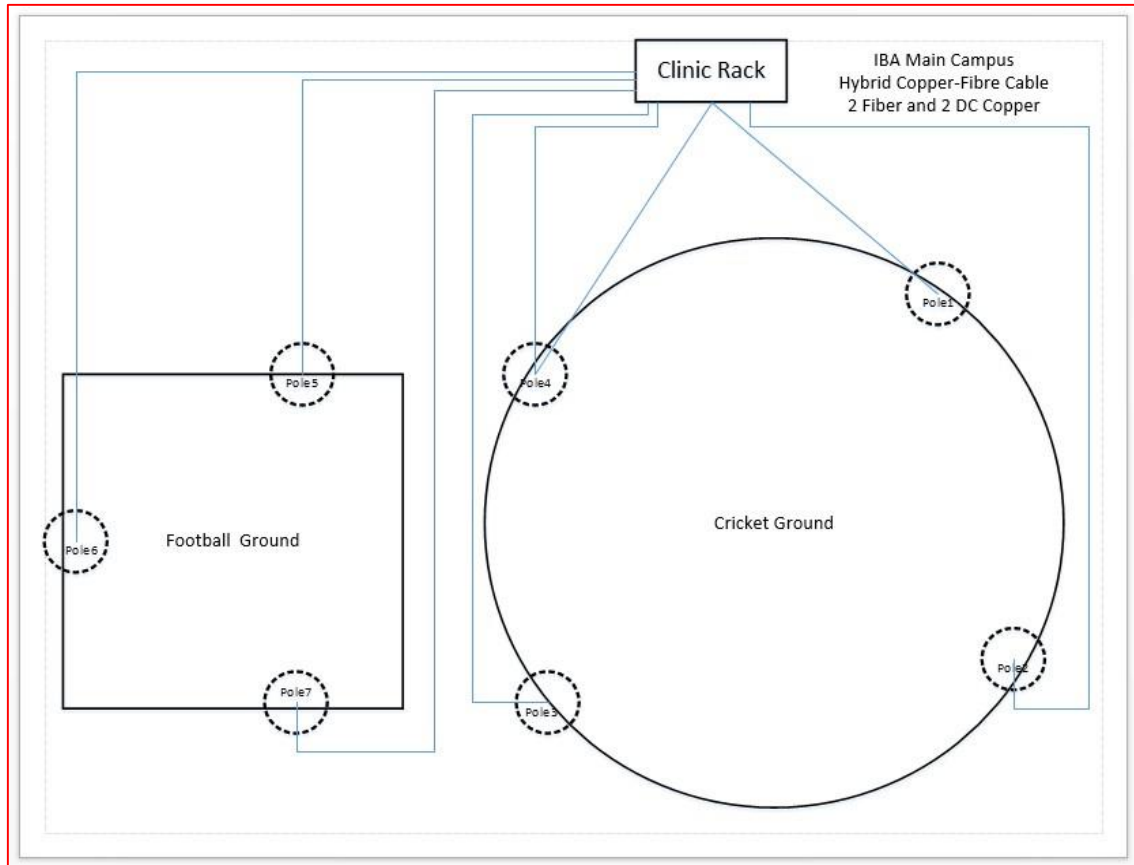 Clinic Rack
IBA Main Campus
Hybrid Copper-Fibre Cable
2 Fiber and 2 DC Copper
Pole1
Pole5
Pole4
Football Ground
Cricket Ground
Pole6
Pole2
Pole7
Pole3